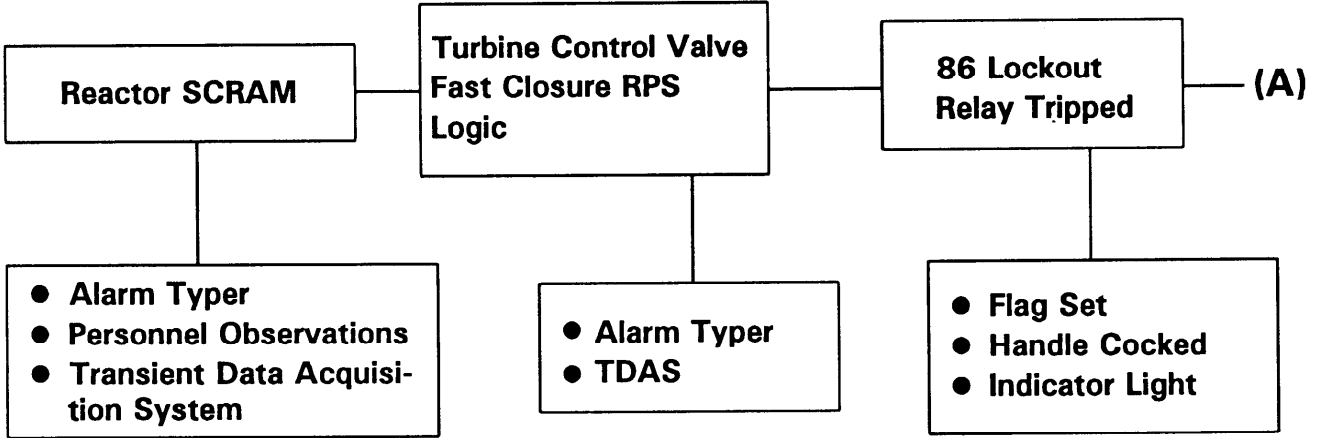 Reactor SCRAM
Turbine Control Valve
Fast Closure RPS
Logic
86 Lockout
Relay Tripped
(A)
● Alarm Typer
● Personnel Observations
● Transient Data Acquisi-
tion System
● Alarm Typer
● TDAS
● Flag Set
● Handle Cocked
● Indicator Light